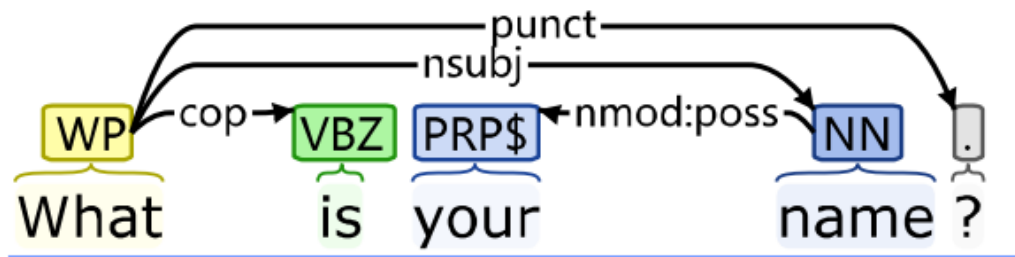 punct
nsubj
cop nmod:poss
WP VBZ PRP$ NN .
What is your name ?